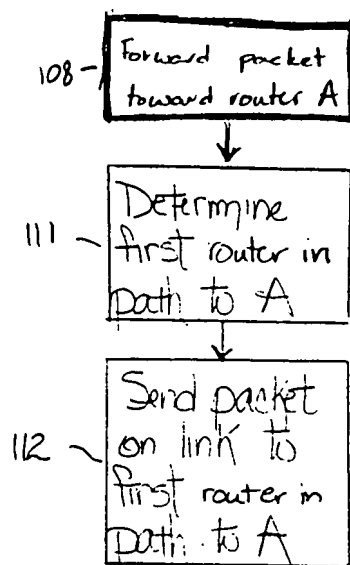 108
Forward packet
toward router A
111
Determine
first router in
path to A
112
Send packet
on link to
first router in
path to A